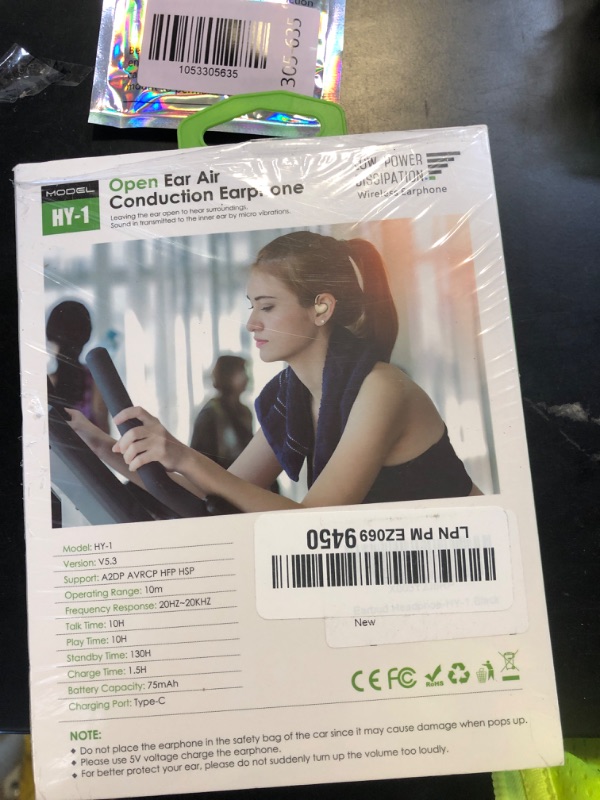 1053305635
305 635
MODEL
HY-1
Open Ear Air
Conduction Earphone
Leaving the ear open to hear surroundings.
Sound in transmitted to the inner ear by micro vibrations.
LOW POWER
DISSIPATION
Wireless Earphone
Model: HY-1
Version: V5.3
Support: A2DP AVRCP HFP HSP
Operating Range: 10m
Frequency Response: 20HZ~20KHZ
Talk Time: 10H
Play Time: 10H
Standby Time: 130H
Charge Time: 1.5H
Battery Capacity: 75mAh
Charging Port: Type-C
LPN PM EZ069 9450
New
CE FC RoHS
NOTE:
◆ Do not place the earphone in the safety bag of the car since it may cause damage when pops up.
◆ Please use 5V voltage charge the earphone.
◆ For better protect your ear, please do not suddenly turn up the volume too loudly.